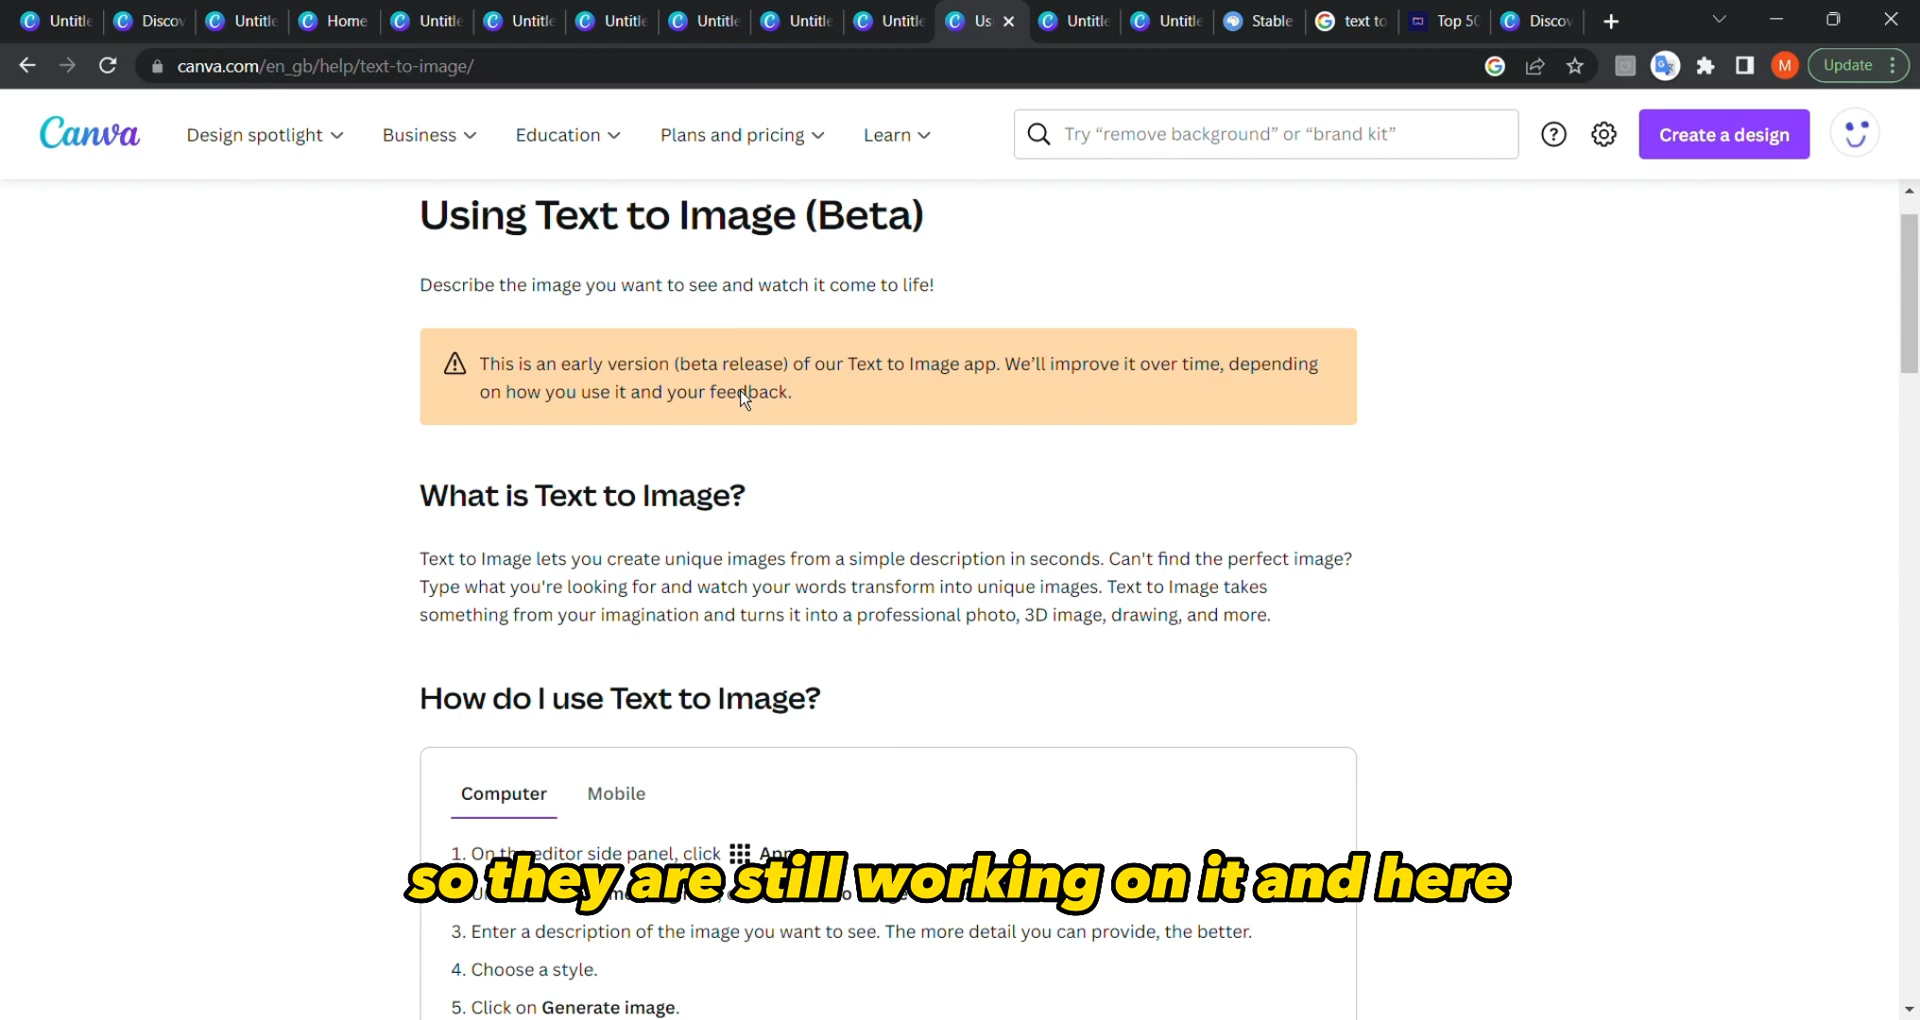 Untitle Discov Untitle Home Untitle Untitle Untitle Untitle Untitle Untitle Us Untitle Untitle Stable text to Top 50 Discov
canva.com/en_gb/help/text-to-image/
M Update
Canva Design spotlight Business Education Plans and pricing Learn Try “remove background” or “brand kit” Create a design
Using Text to Image (Beta)
Describe the image you want to see and watch it come to life!
This is an early version (beta release) of our Text to Image app. We’ll improve it over time, depending
on how you use it and your feedback.
What is Text to Image?
Text to Image lets you create unique images from a simple description in seconds. Can't find the perfect image?
Type what you're looking for and watch your words transform into unique images. Text to Image takes
something from your imagination and turns it into a professional photo, 3D image, drawing, and more.
How do I use Text to Image?
Computer Mobile
1. On the editor side panel, click
so they are still working on it and here
3. Enter a description of the image you want to see. The more detail you can provide, the better.
4. Choose a style.
5. Click on Generate image.